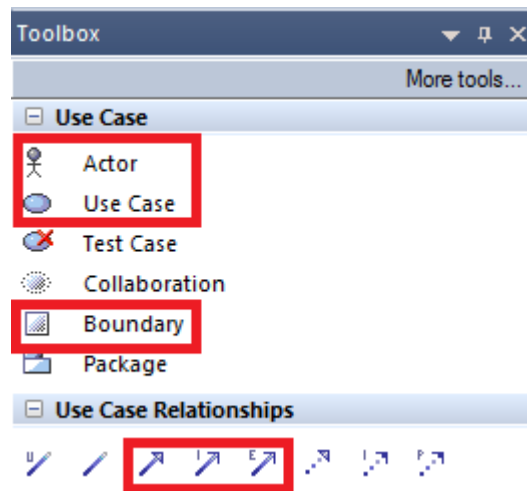 Toolbox
More tools...
Use Case
Actor
Use Case
Test Case
Collaboration
Boundary
Package
Use Case Relationships
U I E I P